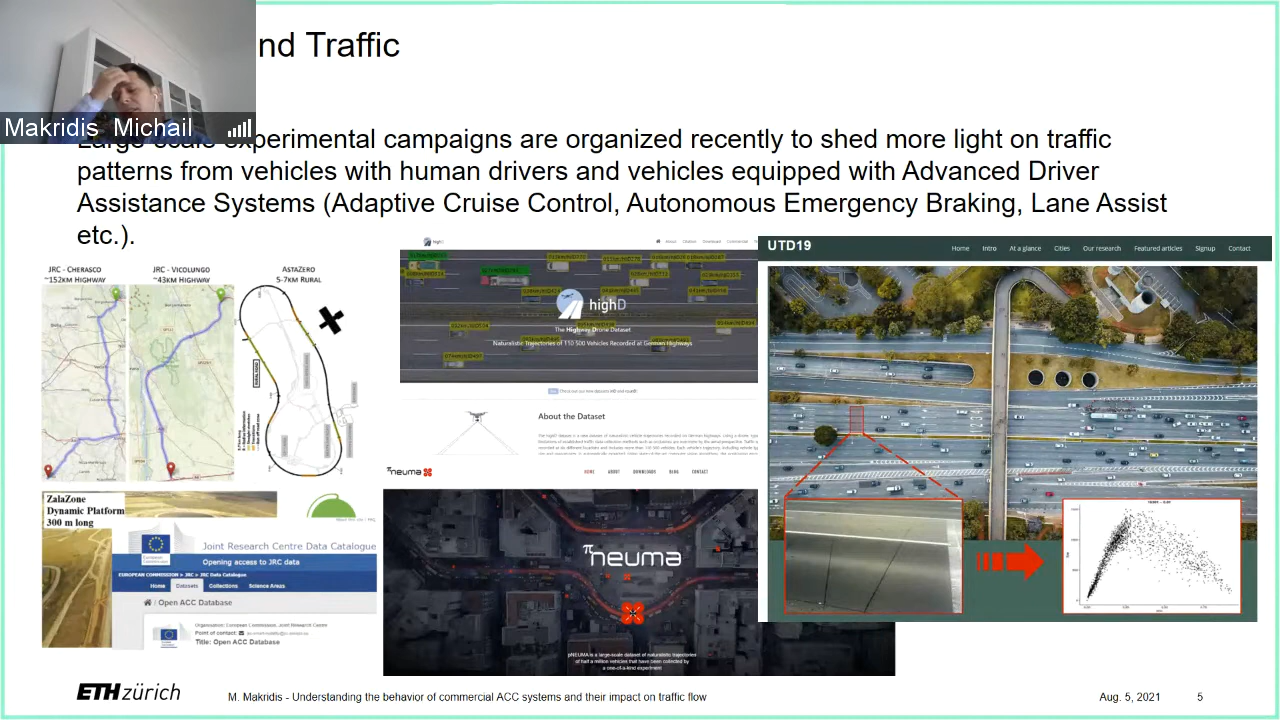 nd Traffic
Makridis Michail
Large-scale experimental campaigns are organized recently to shed more light on traffic
patterns from vehicles with human drivers and vehicles equipped with Advanced Driver
Assistance Systems (Adaptive Cruise Control, Autonomous Emergency Braking, Lane Assist
etc.).
JRC - CHERASCO
~152KM HIGHWAY
JRC - VICOLUNGO
~43KM HIGHWAY
ASTAZERO
5-7KM RURAL
highD
highD
The Highway Drone Dataset
Naturalistic Trajectories of 110 500 Vehicles Recorded at German Highways
About the Dataset
UTD19
Home Intro At a glance Cities Our research Featured articles Signup Contact
ZalaZone
Dynamic Platform
300 m long
Joint Research Centre Data Catalogue
Opening access to JRC data
EUROPEAN COMMISSION > JRC > JRC Data Catalogue
Home Datasets Collections Science Areas
/ Open ACC Database
Organisation: European Commission, Joint Research Centre
Point of contact:
Title: Open ACC Database
πneuma
HOME ABOUT DOWNLOADS BLOG CONTACT
πneuma
pNEUMA is a large-scale dataset of naturalistic trajectories
of half a million vehicles that have been collected by
a one-of-a-kind experiment
ETH zürich
M. Makridis - Understanding the behavior of commercial ACC systems and their impact on traffic flow
Aug. 5, 2021
5